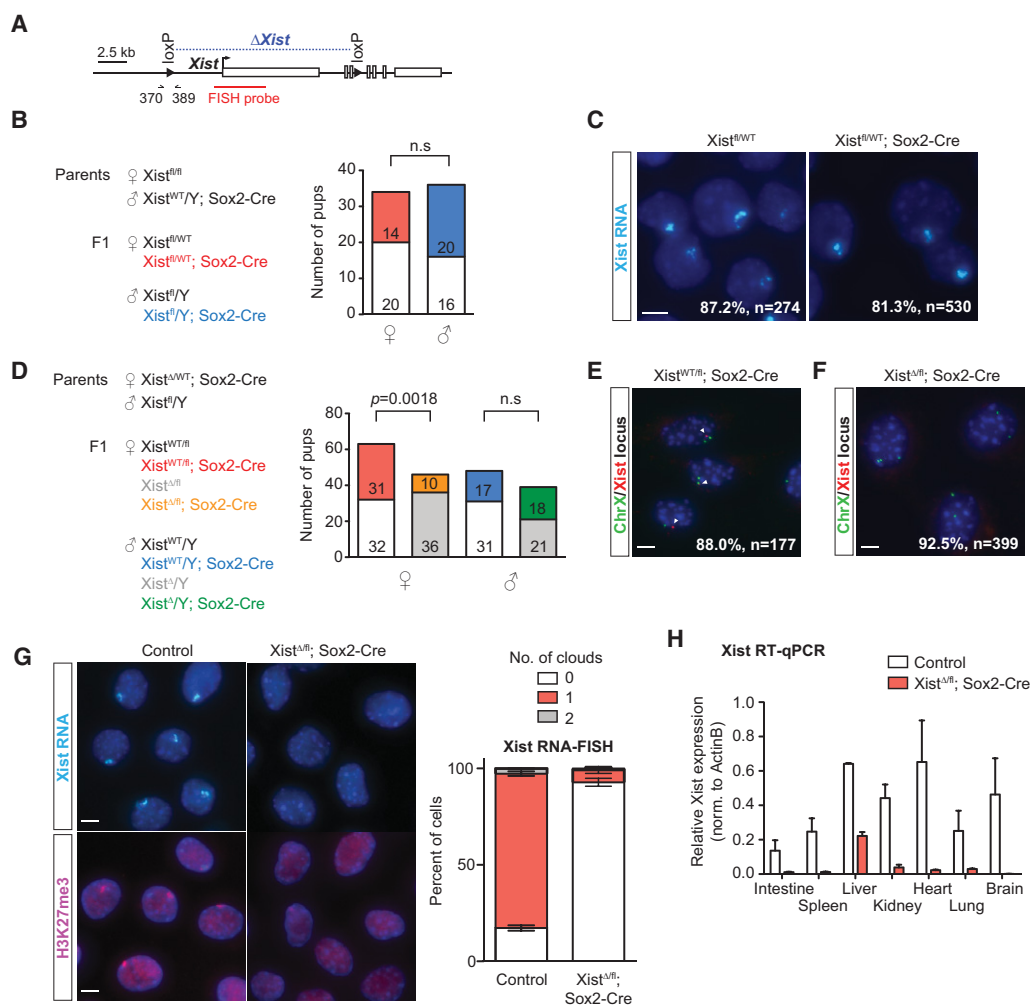 A
2.5 kb
loxP
ΔXist
loxP
Xist
370
389
FISH probe
B
Parents
♀ Xist^fl/fl
♂ Xist^WT/Y; Sox2-Cre
F1
♀ Xist^fl/WT
Xist^fl/WT; Sox2-Cre
♂ Xist^fl/Y
Xist^fl/Y; Sox2-Cre
n.s
Number of pups
40
30
20
10
0
14
20
20
16
♀
♂
C
Xist^fl/WT
Xist^fl/WT; Sox2-Cre
Xist RNA
87.2%, n=274
81.3%, n=530
D
Parents
♀ Xist^Δ/WT; Sox2-Cre
♂ Xist^fl/Y
F1
♀ Xist^WT/fl
Xist^WT/fl; Sox2-Cre
Xist^Δ/fl
Xist^Δ/fl; Sox2-Cre
♂ Xist^WT/Y
Xist^WT/Y; Sox2-Cre
Xist^Δ/Y
Xist^Δ/Y; Sox2-Cre
p=0.0018
n.s
Number of pups
80
60
40
20
0
31
32
10
36
17
31
18
21
♀
♂
E
Xist^WT/fl; Sox2-Cre
ChrX/Xist locus
88.0%, n=177
F
Xist^Δ/fl; Sox2-Cre
ChrX/Xist locus
92.5%, n=399
G
Control
Xist^Δ/fl; Sox2-Cre
Xist RNA
H3K27me3
No. of clouds
0
1
2
Xist RNA-FISH
Percent of cells
100
50
0
Control
Xist^Δ/fl;
Sox2-Cre
H
Xist RT-qPCR
Control
Xist^Δ/fl; Sox2-Cre
Relative Xist expression
(norm. to ActinB)
1.0
0.8
0.6
0.4
0.2
0.0
Intestine
Spleen
Liver
Kidney
Heart
Lung
Brain